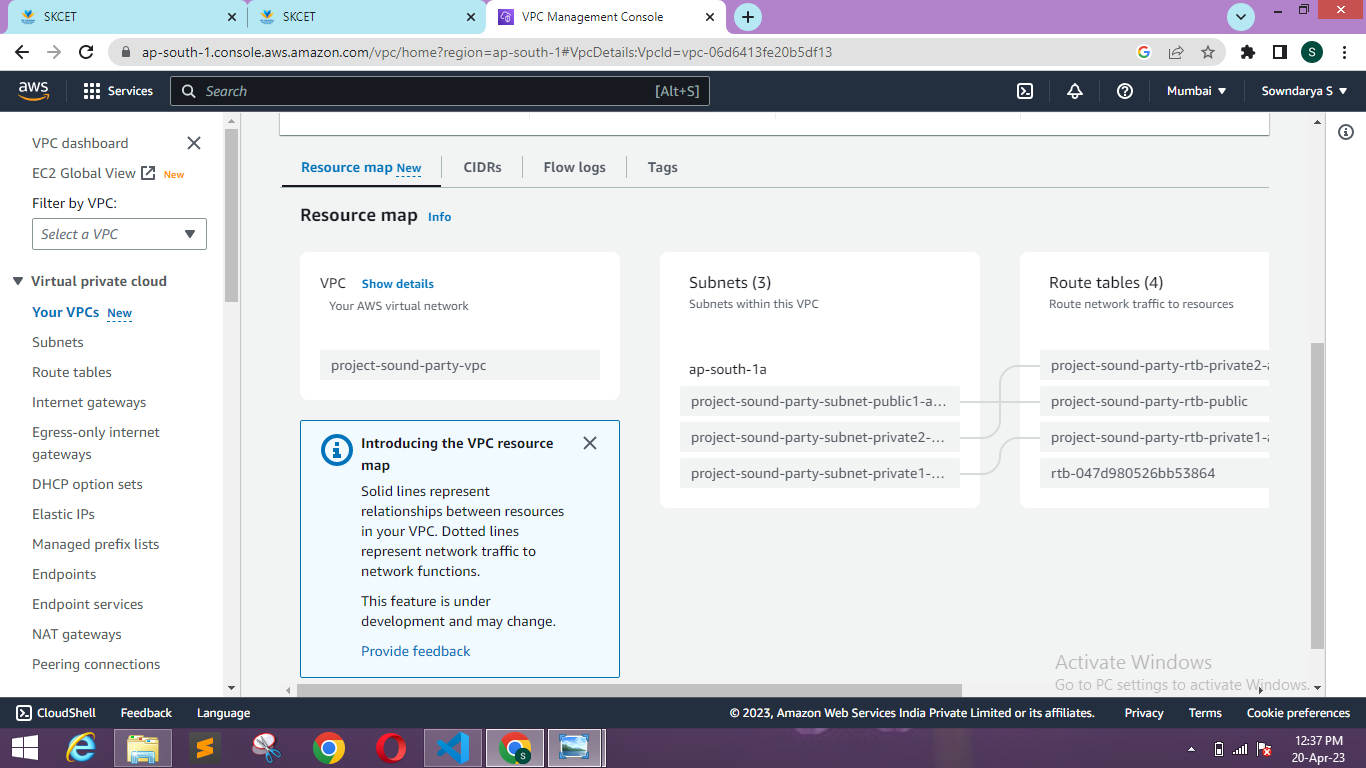 SKCET
SKCET
VPC Management Console
ap-south-1.console.aws.amazon.com/vpc/home?region=ap-south-1#VpcDetails:VpcId=vpc-06d6413fe20b5df13
S
aws
Services
Search
[Alt+S]
Mumbai
Sowndarya S
VPC dashboard
EC2 Global View New
Filter by VPC:
Select a VPC
Virtual private cloud
Your VPCs New
Subnets
Route tables
Internet gateways
Egress-only internet
gateways
DHCP option sets
Elastic IPs
Managed prefix lists
Endpoints
Endpoint services
NAT gateways
Peering connections
Resource map New
CIDRs
Flow logs
Tags
Resource map Info
VPC Show details
Your AWS virtual network
project-sound-party-vpc
Introducing the VPC resource
map
Solid lines represent
relationships between resources
in your VPC. Dotted lines
represent network traffic to
network functions.
This feature is under
development and may change.
Provide feedback
Subnets (3)
Subnets within this VPC
ap-south-1a
project-sound-party-subnet-public1-a...
project-sound-party-subnet-private2-...
project-sound-party-subnet-private1-...
Route tables (4)
Route network traffic to resources
project-sound-party-rtb-private2-a
project-sound-party-rtb-public
project-sound-party-rtb-private1-a
rtb-047d980526bb53864
Activate Windows
Go to PC settings to activate Windows.
CloudShell
Feedback
Language
© 2023, Amazon Web Services India Private Limited or its affiliates.
Privacy
Terms
Cookie preferences
S
12:37 PM
20-Apr-23